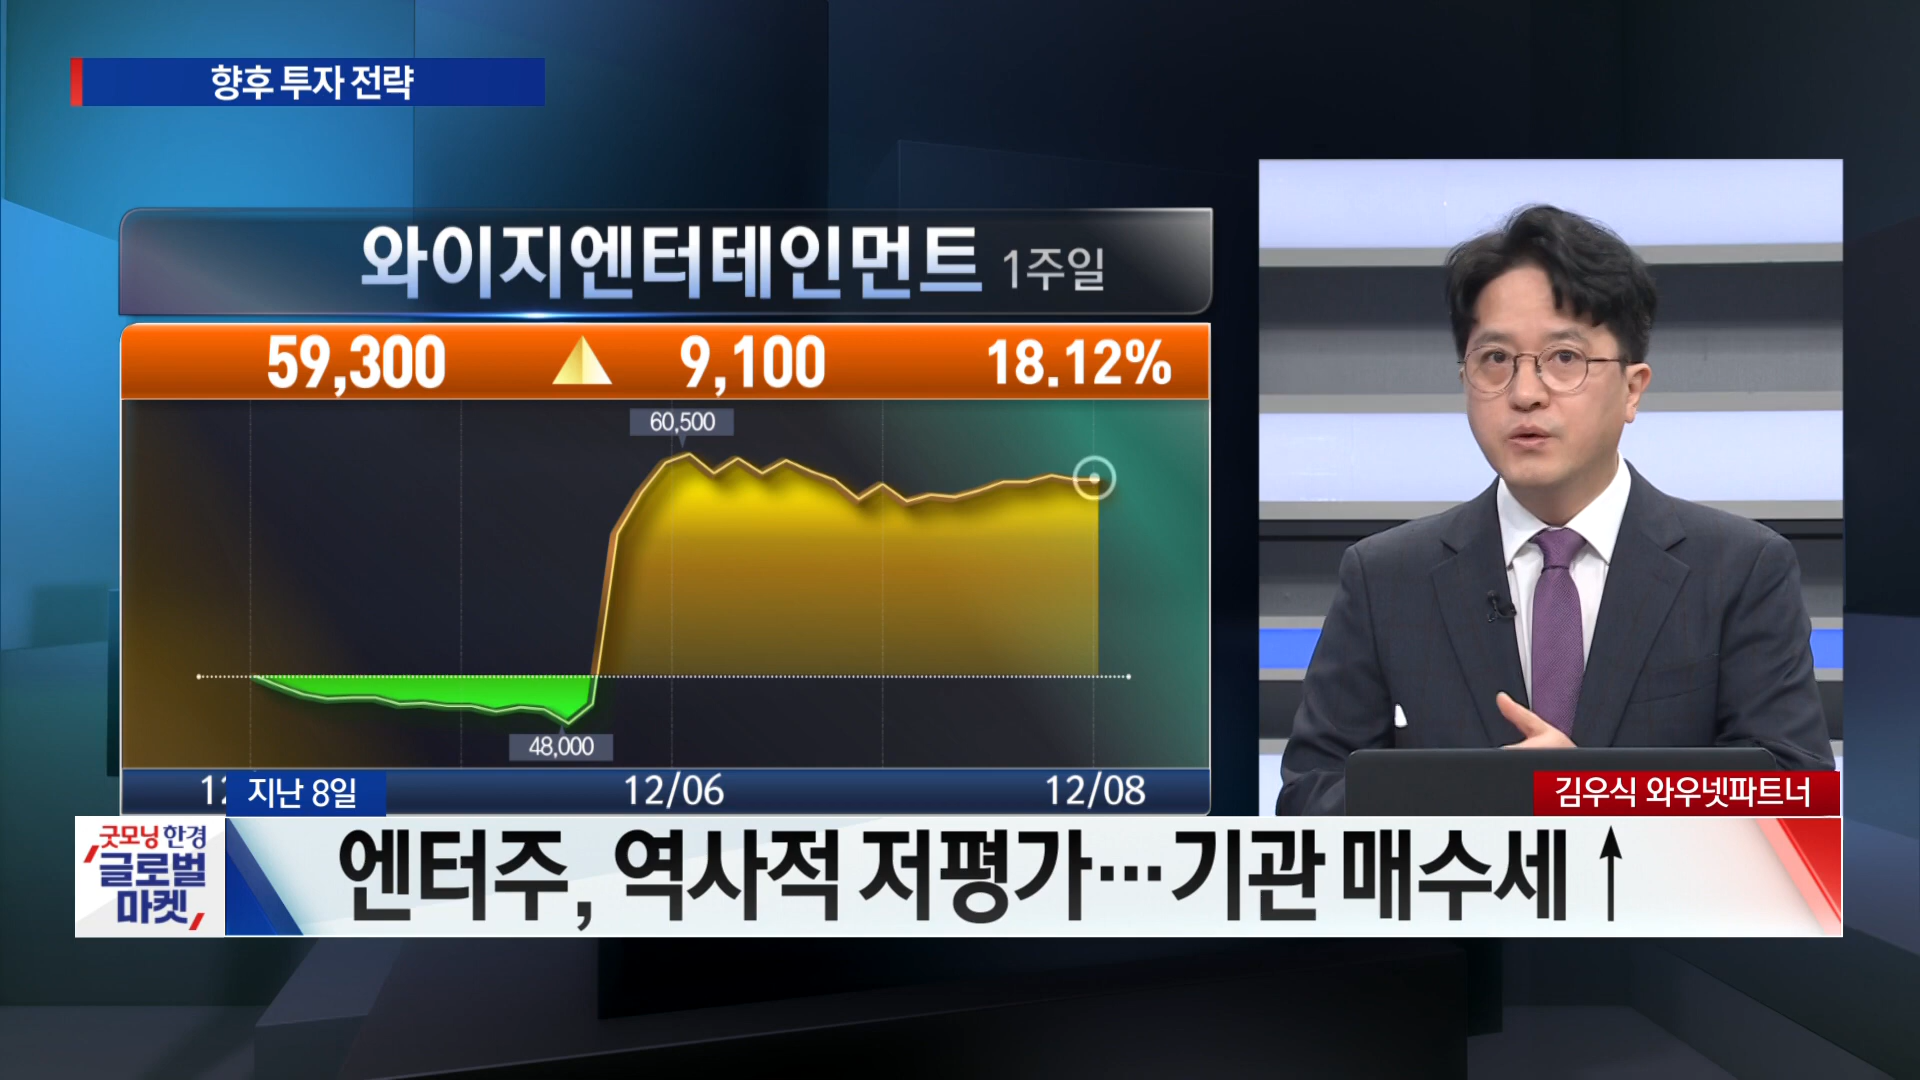 향후 투자 전략
와이지엔터테인먼트 1주일
59,300 ▲ 9,100 18.12%
60,500
48,000
12/06 12/08
지난 8일
김우식 와우넷파트너
굿모닝 한경
글로벌
마켓
엔터주, 역사적 저평가…기관 매수세↑